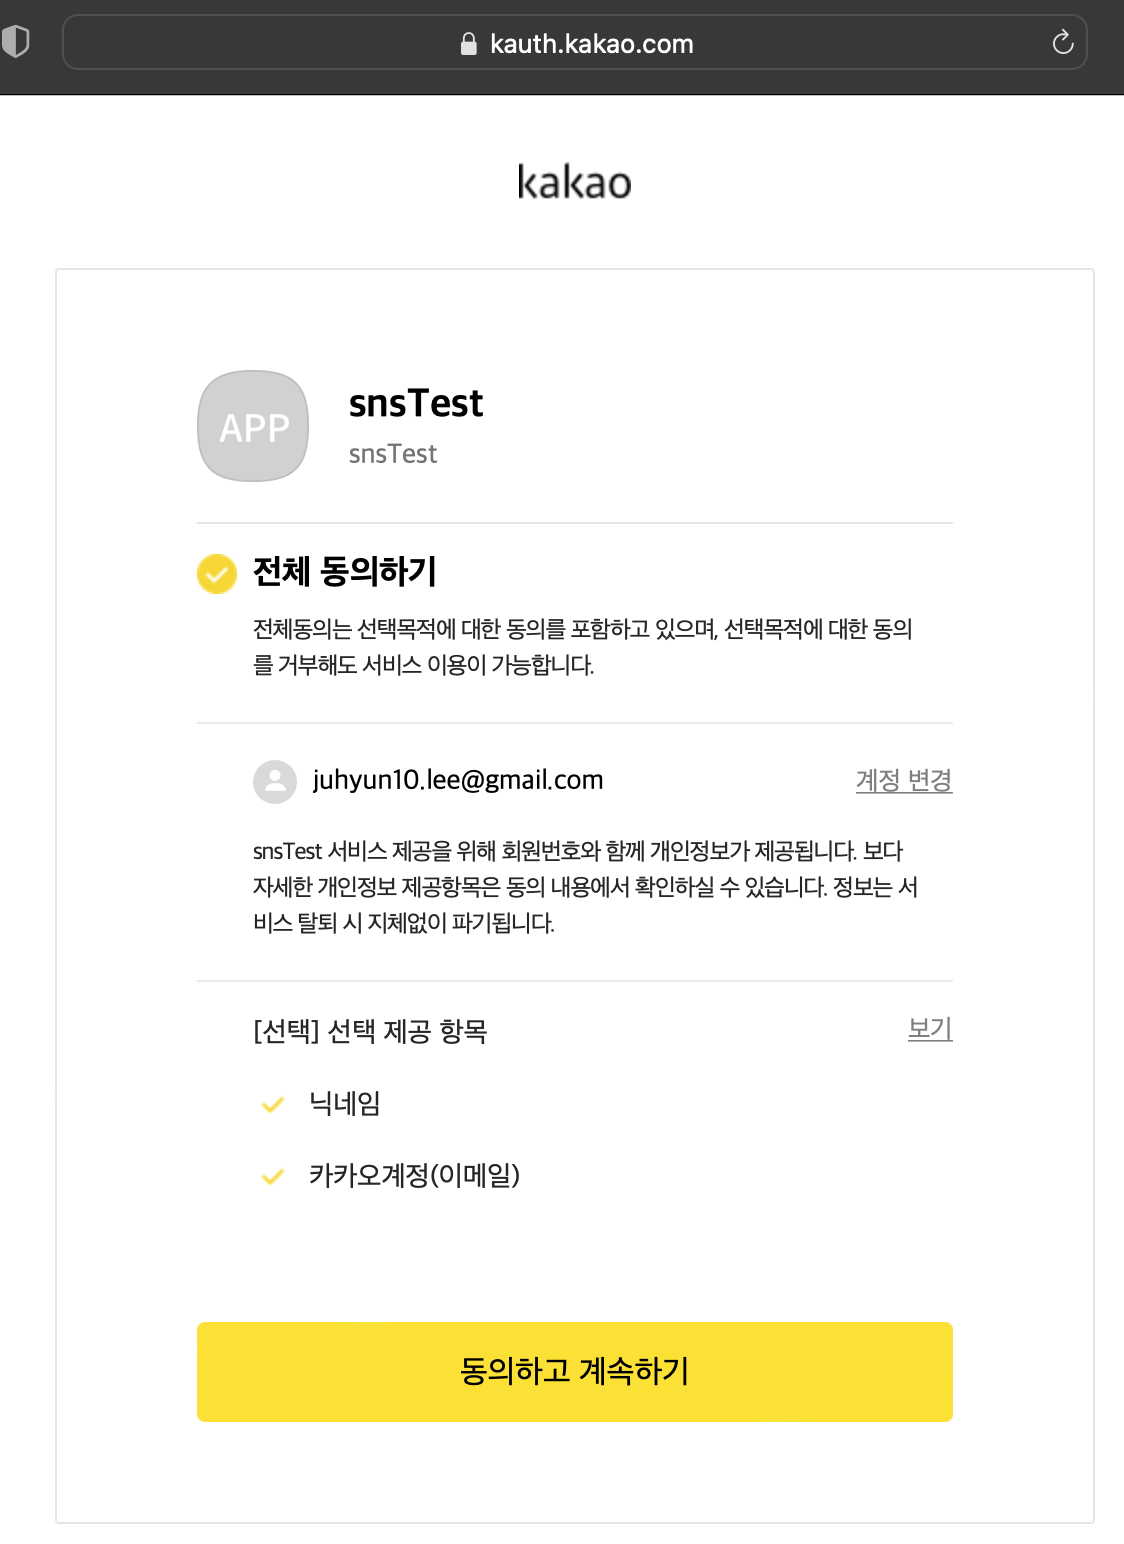 kauth.kakao.com
kakao
APP
snsTest
snsTest
전체 동의하기
전체동의는 선택목적에 대한 동의를 포함하고 있으며, 선택목적에 대한 동의
를 거부해도 서비스 이용이 가능합니다.
juhyun10.lee@gmail.com
계정 변경
snsTest 서비스 제공을 위해 회원번호와 함께 개인정보가 제공됩니다. 보다
자세한 개인정보 제공항목은 동의 내용에서 확인하실 수 있습니다. 정보는 서
비스 탈퇴 시 지체없이 파기됩니다.
[선택] 선택 제공 항목
보기
닉네임
카카오계정(이메일)
동의하고 계속하기